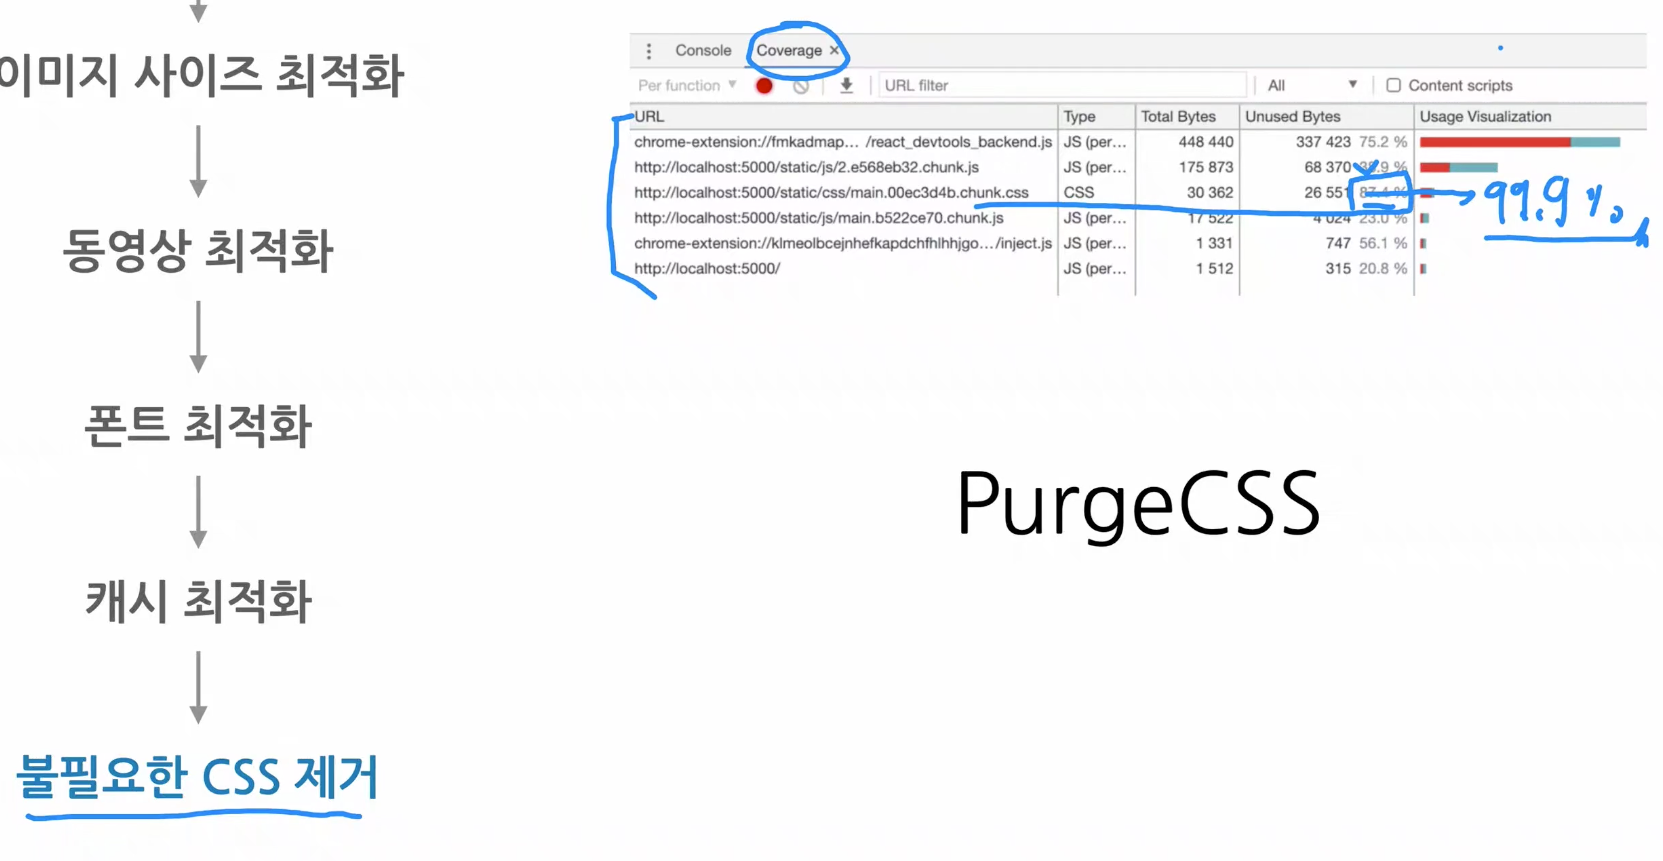 이미지 사이즈 최적화
동영상 최적화
폰트 최적화
캐시 최적화
불필요한 CSS 제거
Console Coverage ×
Per function URL filter All Content scripts
URL Type Total Bytes Unused Bytes Usage Visualization
chrome-extension://fmkadmap… /react_devtools_backend.js JS (per… 448 440 337 423 75.2 %
http://localhost:5000/static/js/2.e568eb32.chunk.js JS (per… 175 873 68 370 38.9 %
http://localhost:5000/static/css/main.00ec3d4b.chunk.css CSS 30 362 26 551 87.4 % 99.9 %
http://localhost:5000/static/js/main.b522ce70.chunk.js JS (per… 17 522 4 024 23.0 %
chrome-extension://klmeolbcejnhefkapdchfhlhhjgo…/inject.js JS (per… 1 331 747 56.1 %
http://localhost:5000/ JS (per… 1 512 315 20.8 %
PurgeCSS